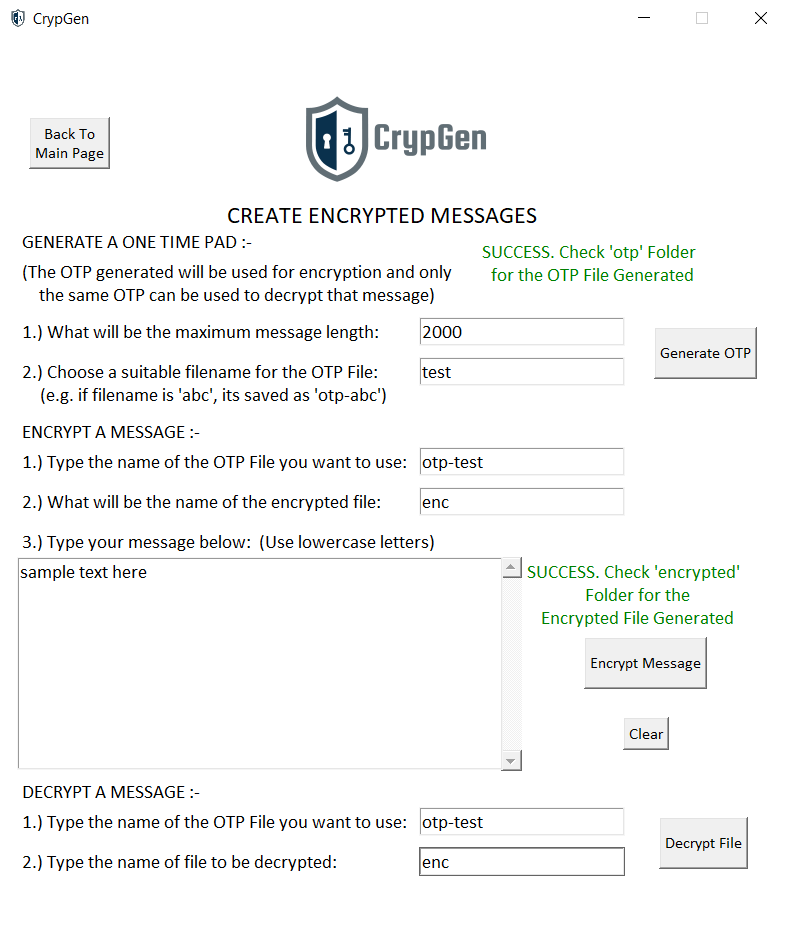 CrypGen
Back To
Main Page
CrypGen
CREATE ENCRYPTED MESSAGES
GENERATE A ONE TIME PAD :-
(The OTP generated will be used for encryption and only
the same OTP can be used to decrypt that message)
SUCCESS. Check 'otp' Folder
for the OTP File Generated
1.) What will be the maximum message length:
2000
2.) Choose a suitable filename for the OTP File:
(e.g. if filename is 'abc', its saved as 'otp-abc')
test
Generate OTP
ENCRYPT A MESSAGE :-
1.) Type the name of the OTP File you want to use:
otp-test
2.) What will be the name of the encrypted file:
enc
3.) Type your message below:  (Use lowercase letters)
sample text here
SUCCESS. Check 'encrypted'
Folder for the
Encrypted File Generated
Encrypt Message
Clear
DECRYPT A MESSAGE :-
1.) Type the name of the OTP File you want to use:
otp-test
2.) Type the name of file to be decrypted:
enc
Decrypt File